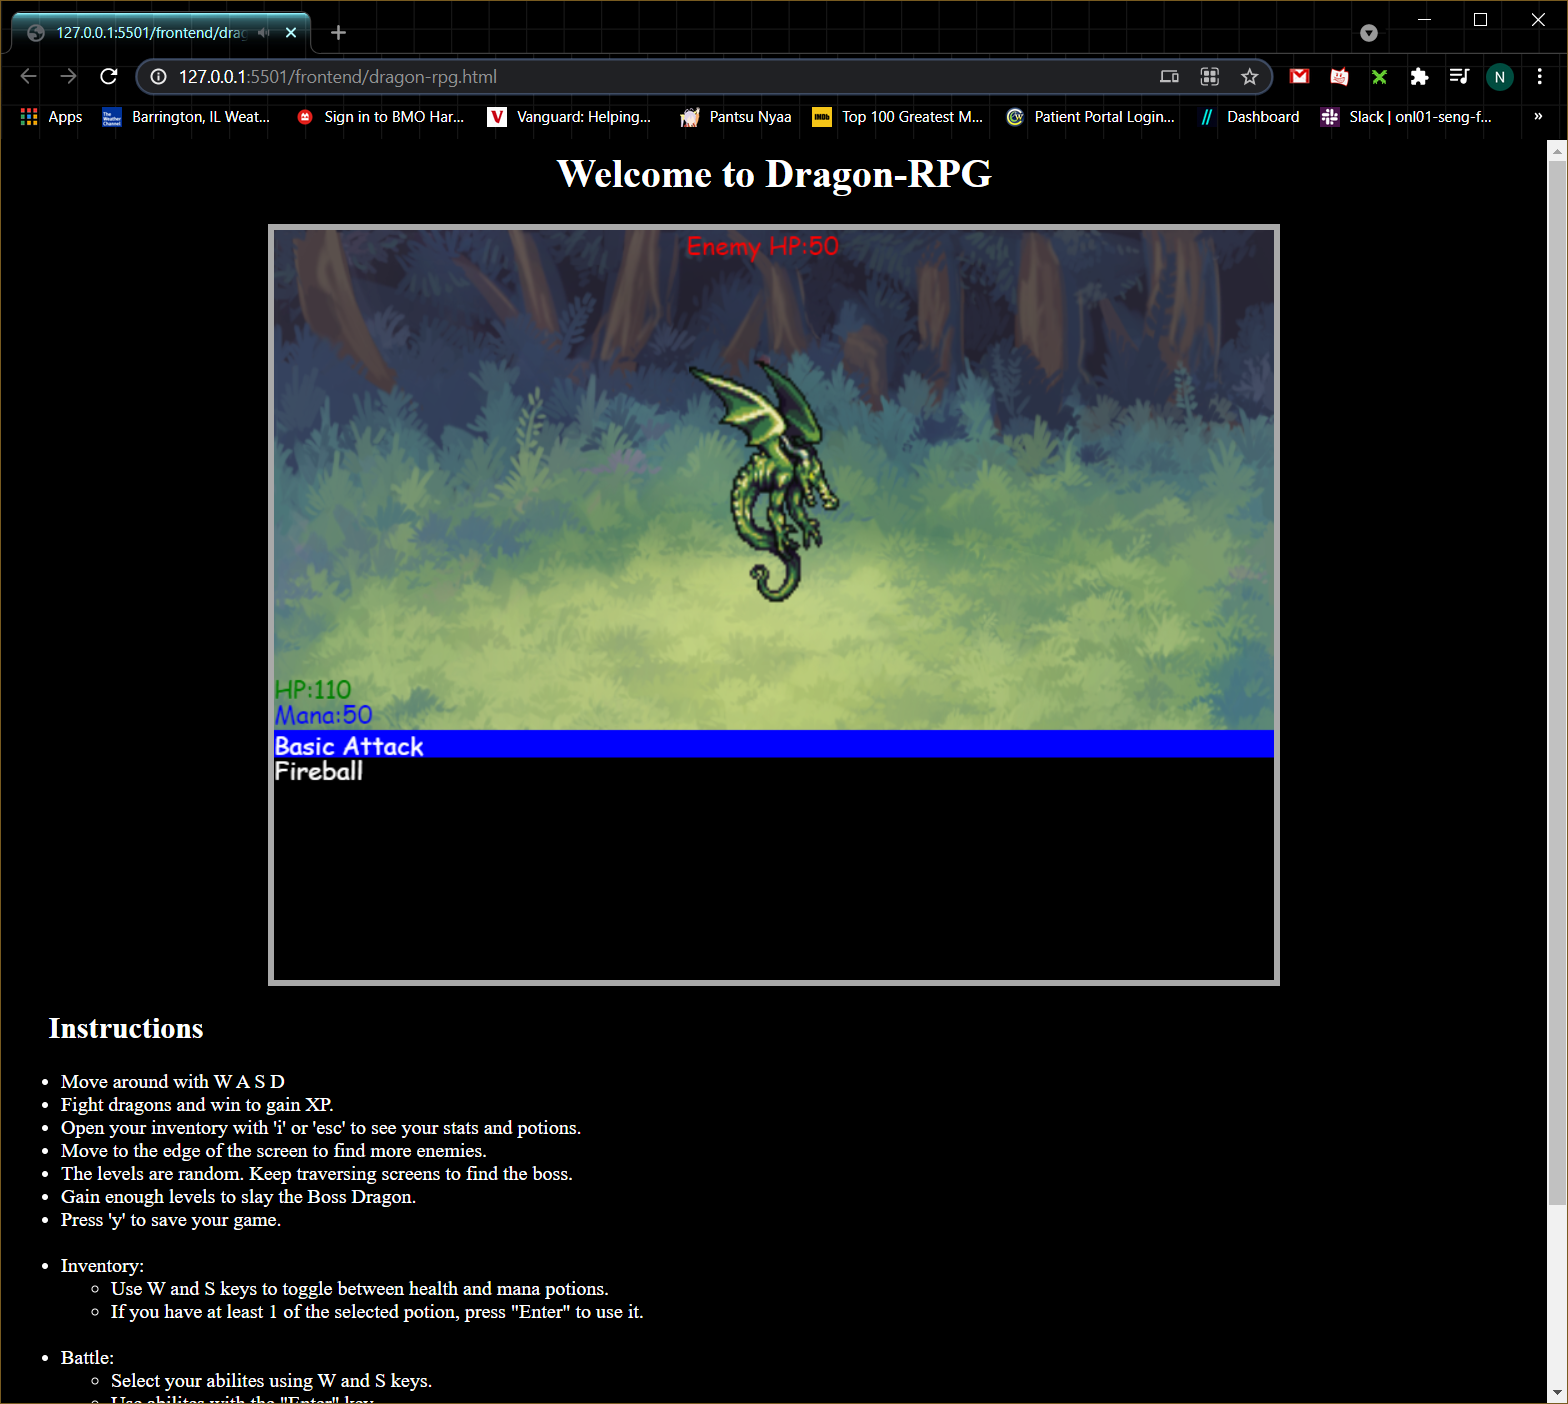 127.0.0.1:5501/frontend/drag
127.0.0.1:5501/frontend/dragon-rpg.html
N
Apps
Barrington, IL Weat...
Sign in to BMO Har...
Vanguard: Helping...
Pantsu Nyaa
Top 100 Greatest M...
Patient Portal Login...
Dashboard
Slack | onl01-seng-f...
»
Welcome to Dragon-RPG
Enemy HP:50
HP:110
Mana:50
Basic Attack
Fireball
Instructions
• Move around with W A S D
• Fight dragons and win to gain XP.
• Open your inventory with 'i' or 'esc' to see your stats and potions.
• Move to the edge of the screen to find more enemies.
• The levels are random. Keep traversing screens to find the boss.
• Gain enough levels to slay the Boss Dragon.
• Press 'y' to save your game.
• Inventory:
◦ Use W and S keys to toggle between health and mana potions.
◦ If you have at least 1 of the selected potion, press "Enter" to use it.
• Battle:
◦ Select your abilites using W and S keys.
◦ Use abilites with the "Enter" key